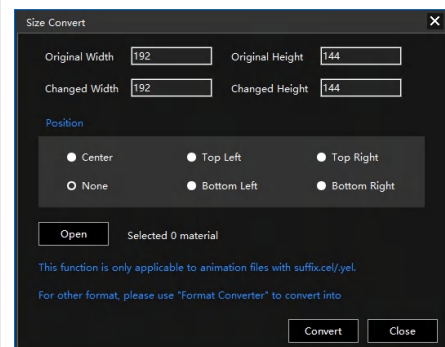 Size Convert
Original Width 192 Original Height 144
Changed Width 192 Changed Height 144
Position
Center Top Left Top Right
None Bottom Left Bottom Right
Open Selected 0 material
This function is only applicable to animation files with suffix.cel/.yel.
For other format, please use "Format Converter" to convert into
Convert Close